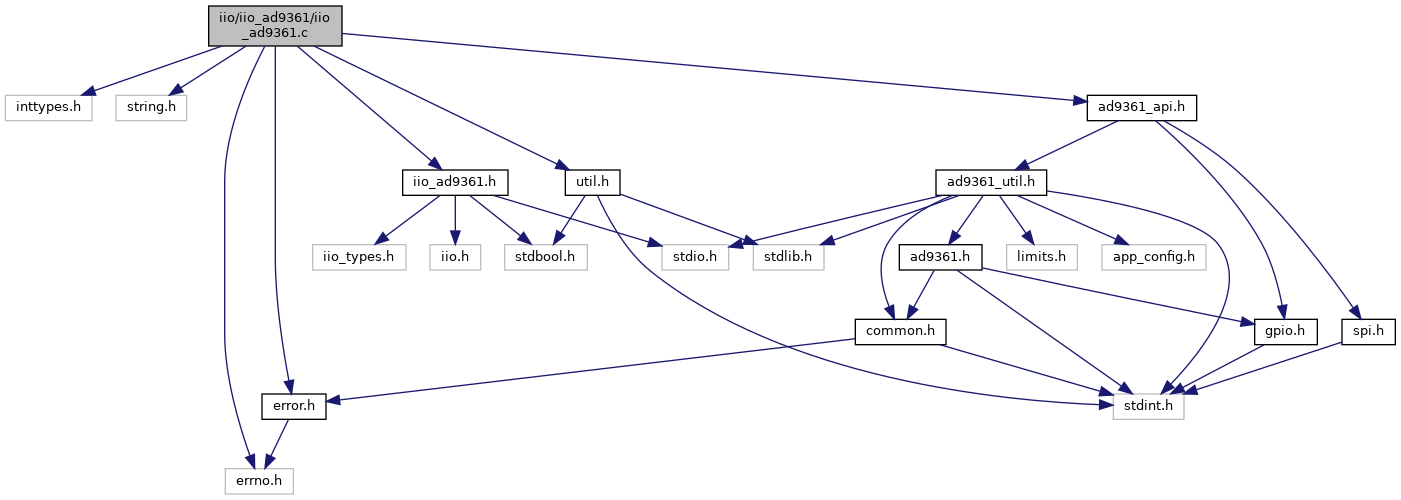 iio/iio_ad9361/iio
_ad9361.c
inttypes.h
string.h
ad9361_api.h
iio_ad9361.h
util.h
ad9361_util.h
iio_types.h
iio.h
stdbool.h
stdio.h
stdlib.h
ad9361.h
limits.h
app_config.h
common.h
gpio.h
spi.h
error.h
stdint.h
errno.h